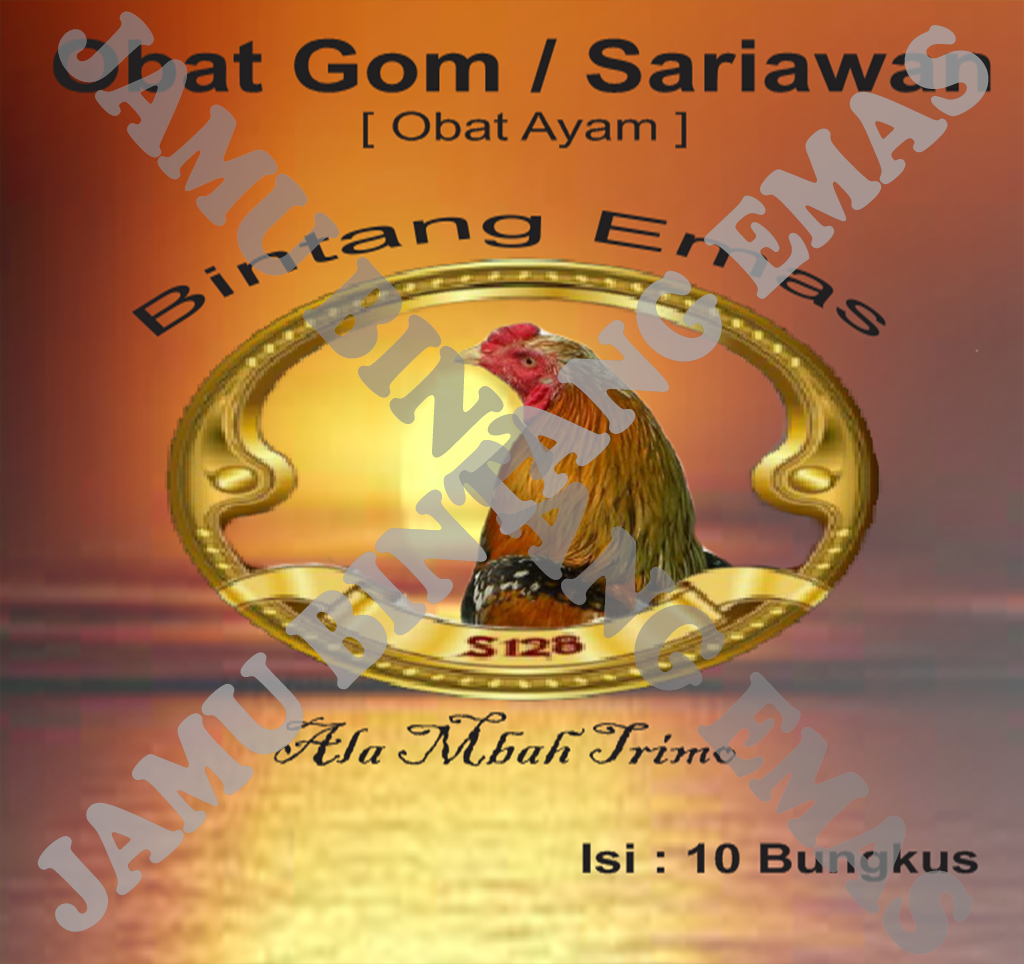 Obat Gom / Sariawan
[ Obat Ayam ]
Bintang Emas
S128
Ala Mbah Trimo
Isi : 10 Bungkus
JAMU BINTANG EMAS
JAMU BINTANG EMAS